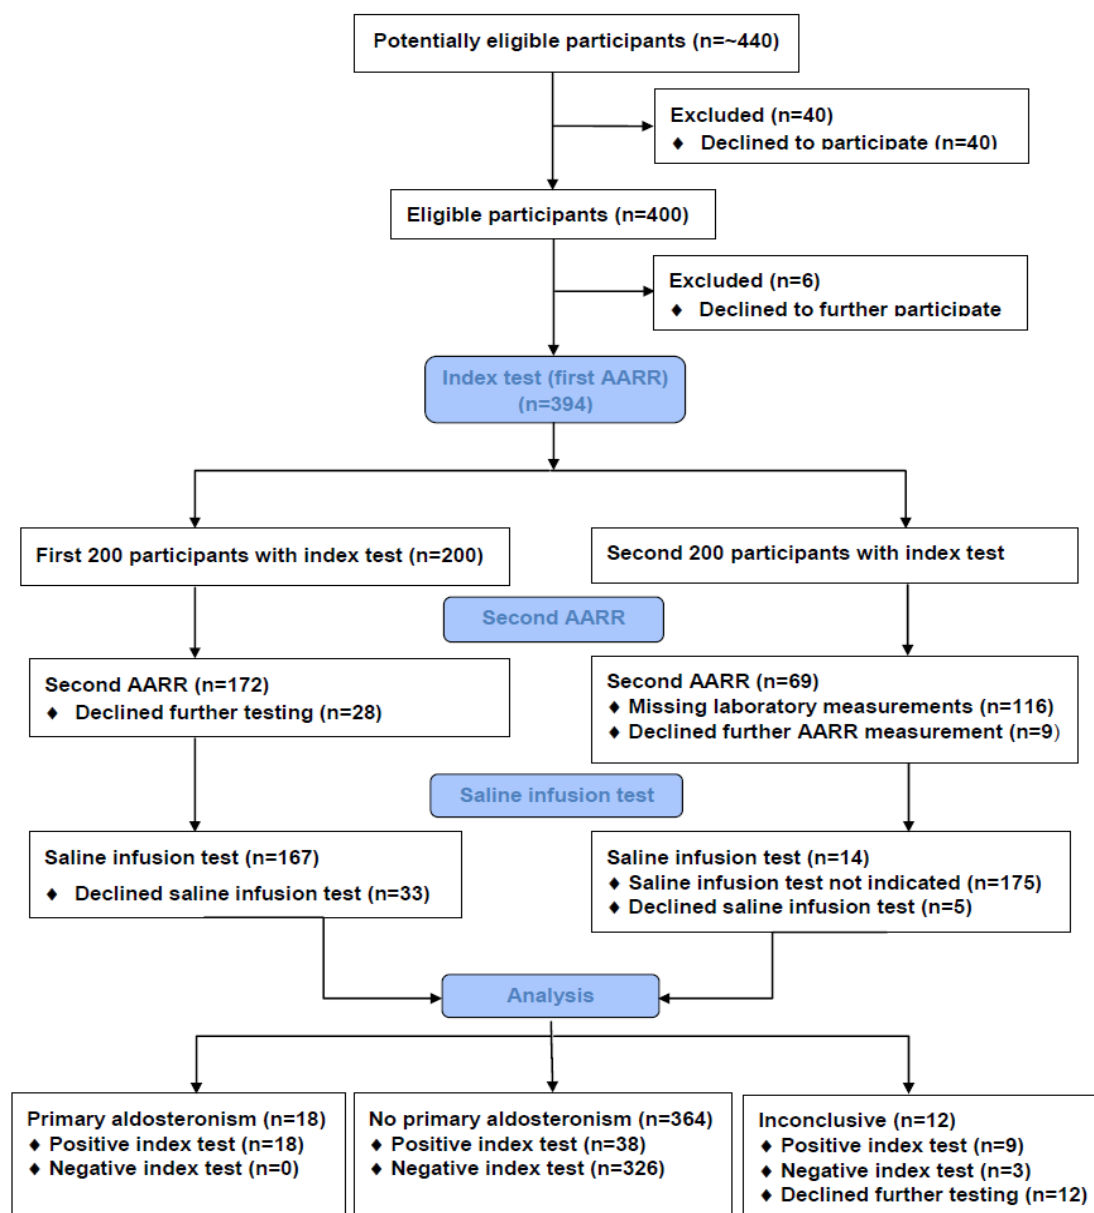 Potentially eligible participants (n=~440)
Excluded (n=40)
♦ Declined to participate (n=40)
Eligible participants (n=400)
Excluded (n=6)
♦ Declined to further participate
Index test (first AARR)
(n=394)
First 200 participants with index test (n=200)
Second 200 participants with index test
Second AARR
Second AARR (n=172)
♦ Declined further testing (n=28)
Second AARR (n=69)
♦ Missing laboratory measurements (n=116)
♦ Declined further AARR measurement (n=9)
Saline infusion test
Saline infusion test (n=167)
♦ Declined saline infusion test (n=33)
Saline infusion test (n=14)
♦ Saline infusion test not indicated (n=175)
♦ Declined saline infusion test (n=5)
Analysis
Primary aldosteronism (n=18)
♦ Positive index test (n=18)
♦ Negative index test (n=0)
No primary aldosteronism (n=364)
♦ Positive index test (n=38)
♦ Negative index test (n=326)
Inconclusive (n=12)
♦ Positive index test (n=9)
♦ Negative index test (n=3)
♦ Declined further testing (n=12)